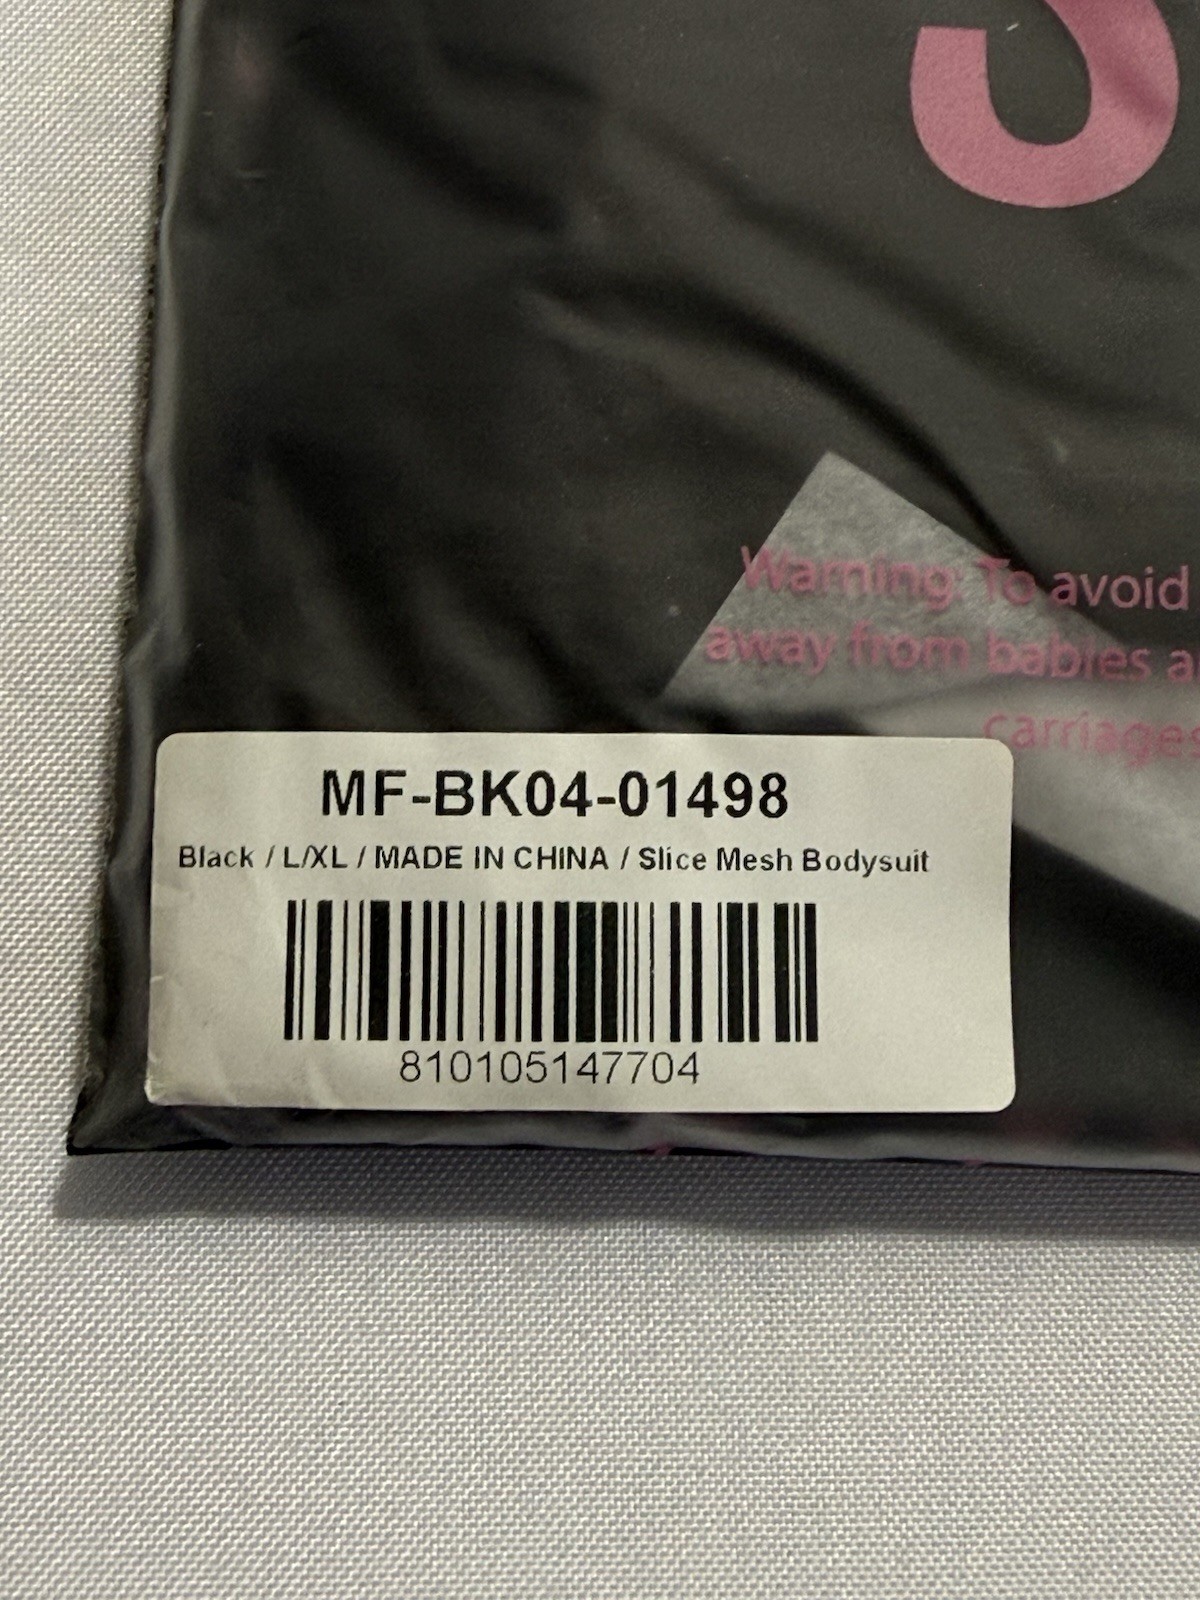 S
Warning: To avoid
away from babies a
carriages
MF-BK04-01498
Black / L/XL / MADE IN CHINA / Slice Mesh Bodysuit
810105147704